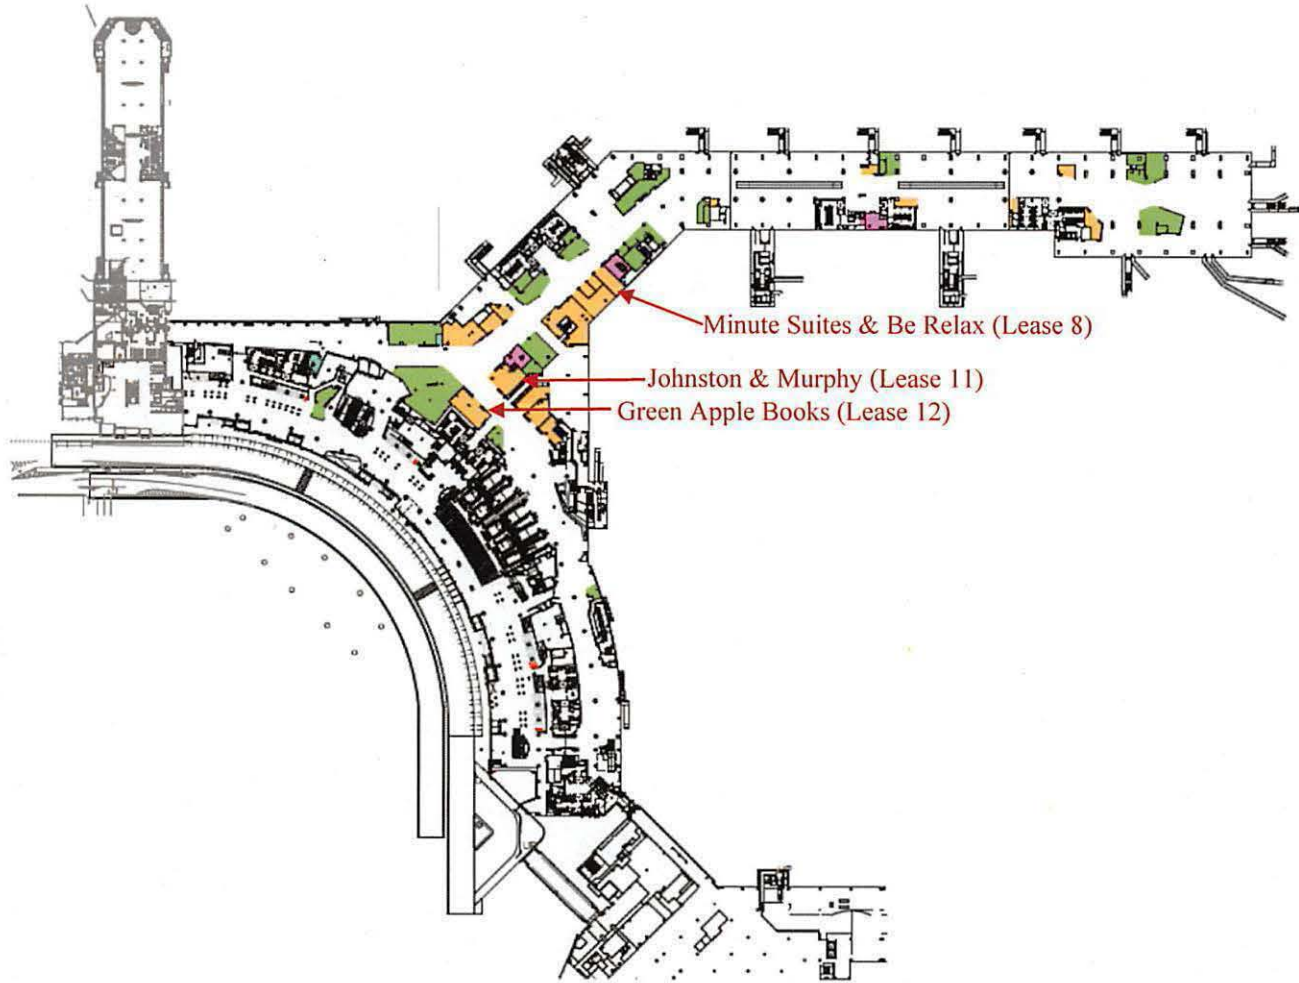 Minute Suites & Be Relax (Lease 8)
Johnston & Murphy (Lease 11)
Green Apple Books (Lease 12)